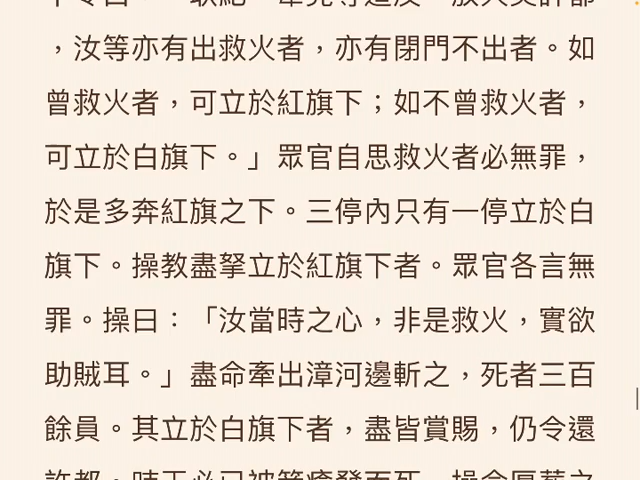 ，汝等亦有出救火者，亦有閉門不出者。如
曾救火者，可立於紅旗下；如不曾救火者，
可立於白旗下。」眾官自思救火者必無罪，
於是多奔紅旗之下。三停內只有一停立於白
旗下。操教盡拏立於紅旗下者。眾官各言無
罪。操曰：「汝當時之心，非是救火，實欲
助賊耳。」盡命牽出漳河邊斬之，死者三百
餘員。其立於白旗下者，盡皆賞賜，仍令還